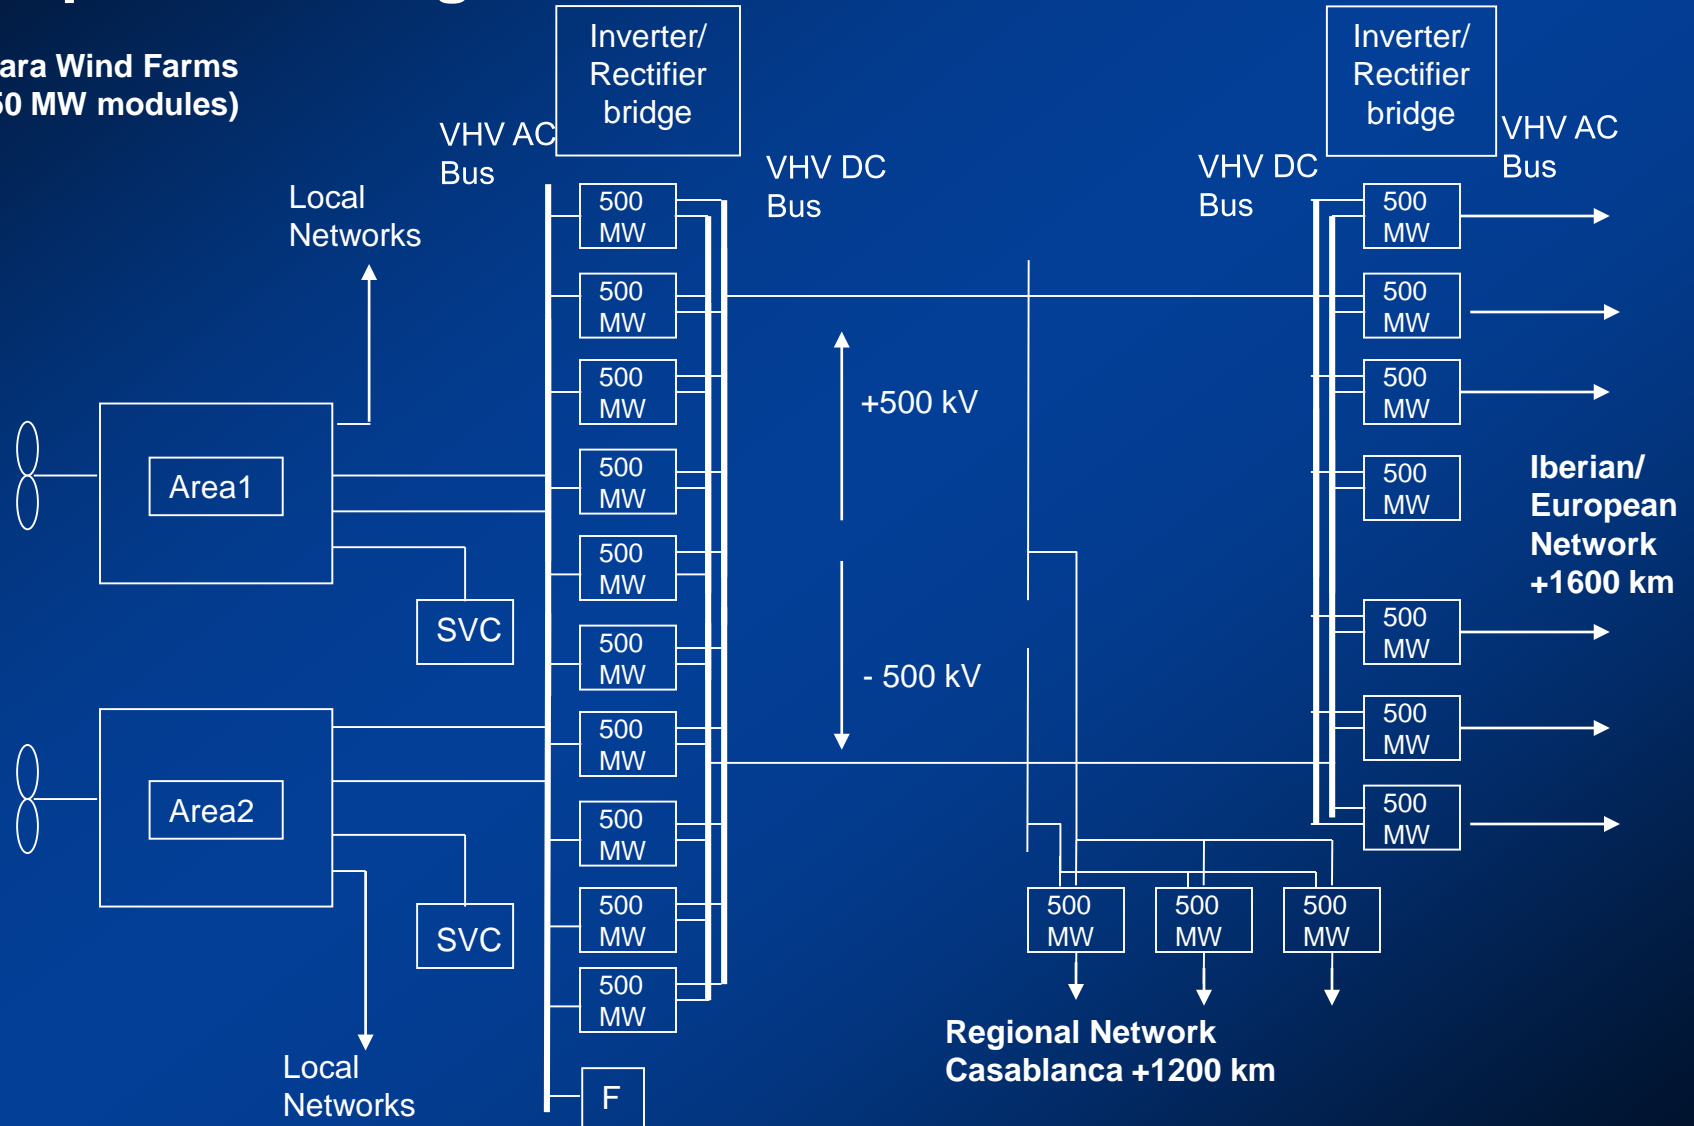 ara Wind Farms
50 MW modules)
Inverter/
Rectifier
bridge
Inverter/
Rectifier
bridge
VHV AC
Bus
VHV DC
Bus
VHV DC
Bus
VHV AC
Bus
Local
Networks
500
MW
500
MW
500
MW
500
MW
500
MW
500
MW
500
MW
500
MW
500
MW
500
MW
+500 kV
- 500 kV
Area1
SVC
Area2
SVC
Local
Networks
F
500
MW
500
MW
500
MW
500
MW
500
MW
500
MW
500
MW
Iberian/
European
Network
+1600 km
500
MW
500
MW
500
MW
Regional Network
Casablanca +1200 km